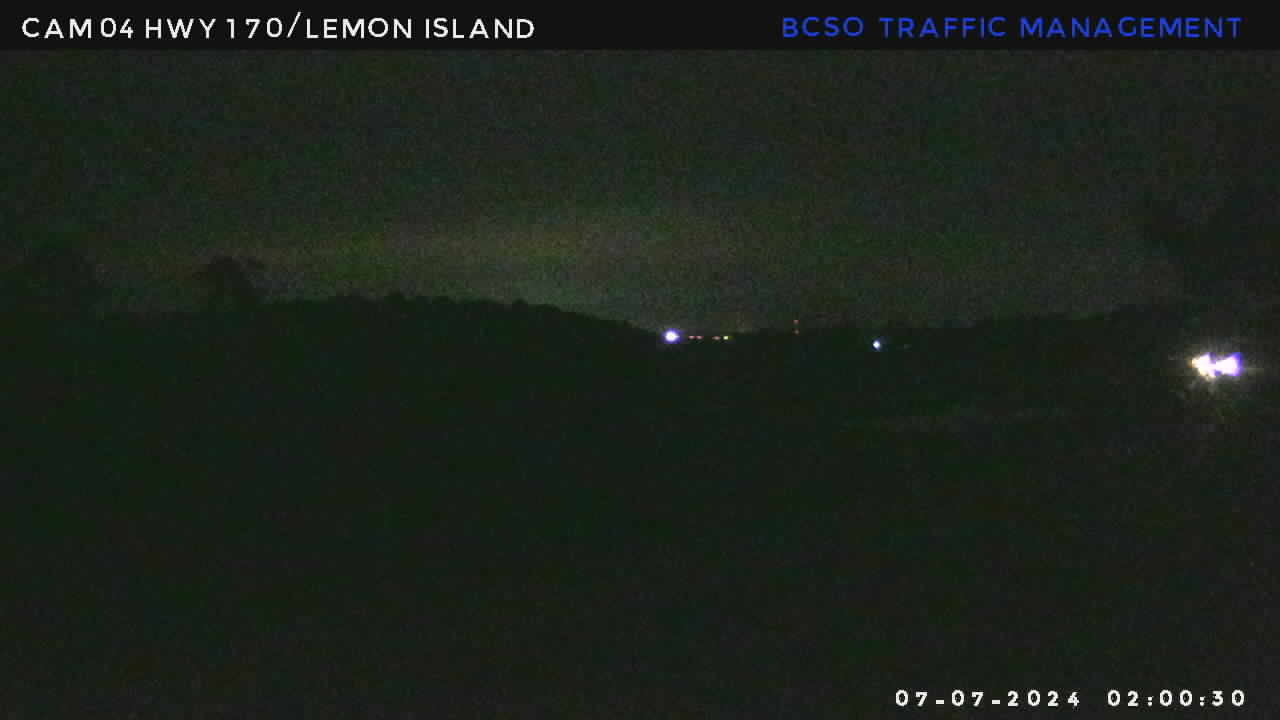 CAM04 HWY 170/LEMON ISLAND
BCSO TRAFFIC MANAGEMENT
07-07-2024 02:00:30